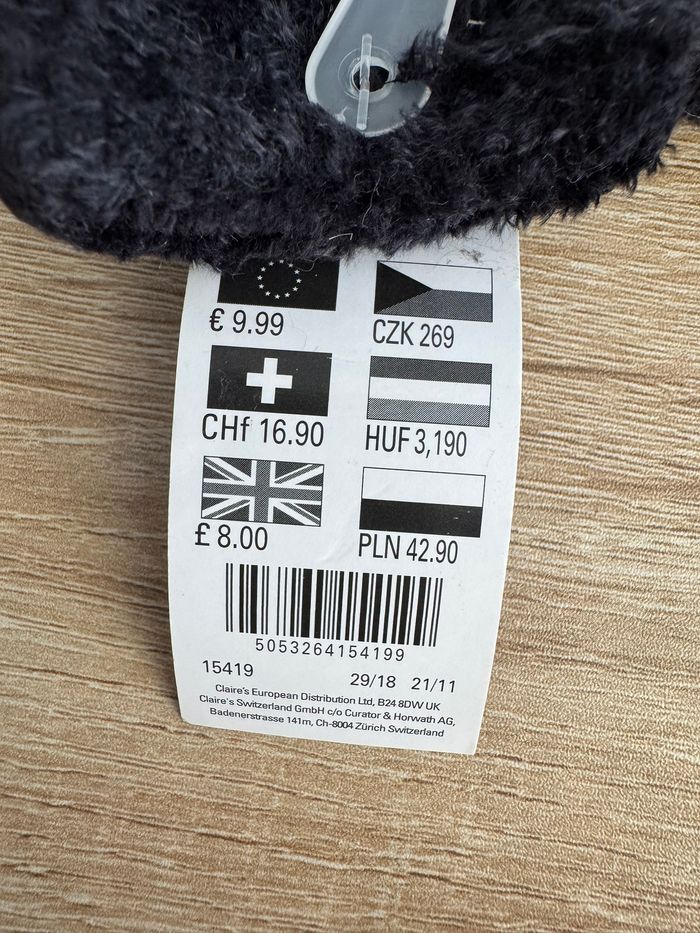 € 9.99
CZK 269
CHf 16.90
HUF 3,190
£ 8.00
PLN 42.90
5053264154199
15419 29/18 21/11
Claire's European Distribution Ltd, B24 8DW UK
Claire's Switzerland GmbH c/o Curator & Horwath AG,
Badenerstrasse 141m, Ch-8004 Zürich Switzerland